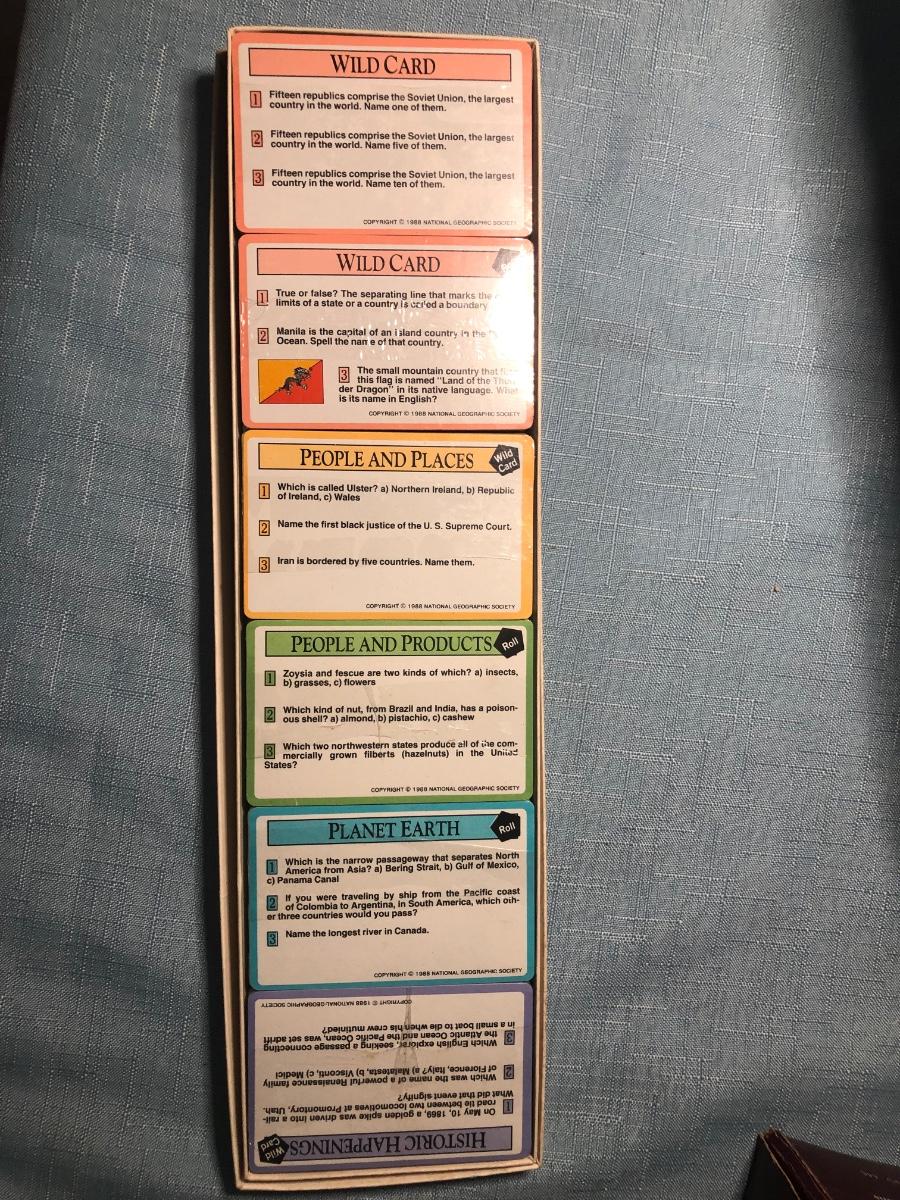 WILD CARD
1 Fifteen republics comprise the Soviet Union, the largest
country in the world. Name one of them.
2 Fifteen republics comprise the Soviet Union, the largest
country in the world. Name five of them.
3 Fifteen republics comprise the Soviet Union, the largest
country in the world. Name ten of them.
COPYRIGHT © 1988 NATIONAL GEOGRAPHIC SOCIETY
WILD CARD
1 True or false? The separating line that marks the
limits of a state or a country is called a boundary
2 Manila is the capital of an island country in the
Ocean. Spell the name of that country.
3 The small mountain country that
this flag is named "Land of the Thun-
der Dragon" in its native language. What
is its name in English?
COPYRIGHT © 1988 NATIONAL GEOGRAPHIC SOCIETY
PEOPLE AND PLACES Wild
Card
1 Which is called Ulster? a) Northern Ireland, b) Republic
of Ireland, c) Wales
2 Name the first black justice of the U. S. Supreme Court.
3 Iran is bordered by five countries. Name them.
COPYRIGHT © 1988 NATIONAL GEOGRAPHIC SOCIETY
PEOPLE AND PRODUCTS Roll
1 Zoysia and fescue are two kinds of which? a) insects,
b) grasses, c) flowers
2 Which kind of nut, from Brazil and India, has a poison-
ous shell? a) almond, b) pistachio, c) cashew
3 Which two northwestern states produce all of the com-
mercially grown filberts (hazelnuts) in the United
States?
COPYRIGHT © 1988 NATIONAL GEOGRAPHIC SOCIETY
PLANET EARTH Roll
1 Which is the narrow passageway that separates North
America from Asia? a) Bering Strait, b) Gulf of Mexico,
c) Panama Canal
2 If you were traveling by ship from the Pacific coast
of Colombia to Argentina, in South America, which oth-
er three countries would you pass?
3 Name the longest river in Canada.
COPYRIGHT © 1988 NATIONAL GEOGRAPHIC SOCIETY
HISTORIC HAPPENINGS Wild
Card
1 On May 10, 1869, a golden spike was driven into a rail-
road tie between two locomotives at Promontory, Utah.
What did that event signify?
2 Which was the name of a powerful Renaissance family
of Florence, Italy? a) Malatesta, b) Visconti, c) Medici
3 Which English explorer, seeking a passage connecting
the Atlantic Ocean and the Pacific Ocean, was set adrift
in a small boat to die when his crew mutinied?
COPYRIGHT © 1988 NATIONAL GEOGRAPHIC SOCIETY